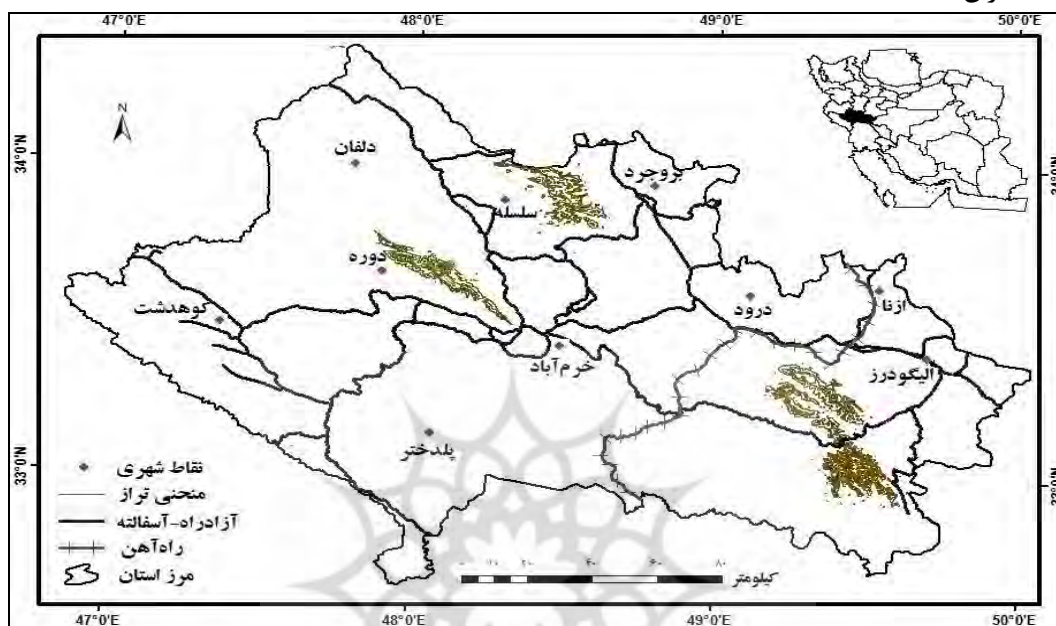 47°0'E 48°0'E 49°0'E 50°0'E
34°0'N
33°0'N
N
دلفان
بروجرد
سلسله
دوره
کوهدشت
خرم‌آباد
درود
ازنا
الیگودرز
پلدختر
نقاط شهری
منحنی تراز
آزادراه-آسفالته
راه‌آهن
مرز استان
کیلومتر
47°0'E 48°0'E 49°0'E 50°0'E